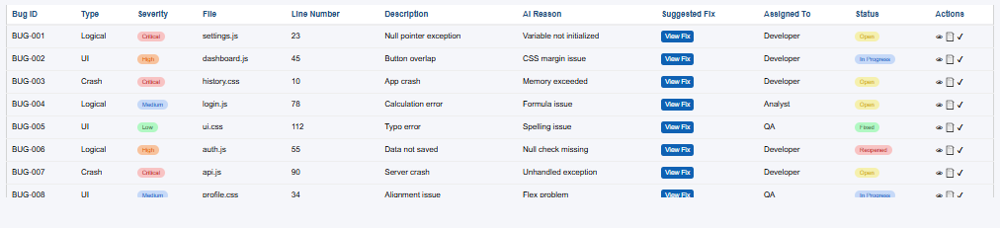 Bug ID Type Severity File Line Number Description AI Reason Suggested Fix Assigned To Status Actions
BUG-001 Logical Critical settings.js 23 Null pointer exception Variable not initialized View Fix Developer Open
BUG-002 UI High dashboard.js 45 Button overlap CSS margin issue View Fix Developer In Progress
BUG-003 Crash Critical history.css 10 App crash Memory exceeded View Fix Developer Open
BUG-004 Logical Medium login.js 78 Calculation error Formula issue View Fix Analyst Open
BUG-005 UI Low ui.css 112 Typo error Spelling issue View Fix QA Fixed
BUG-006 Logical High auth.js 55 Data not saved Null check missing View Fix Developer Reopened
BUG-007 Crash Critical api.js 90 Server crash Unhandled exception View Fix Developer Open
BUG-008 UI Medium profile.css 34 Alignment issue Flex problem View Fix QA In Progress